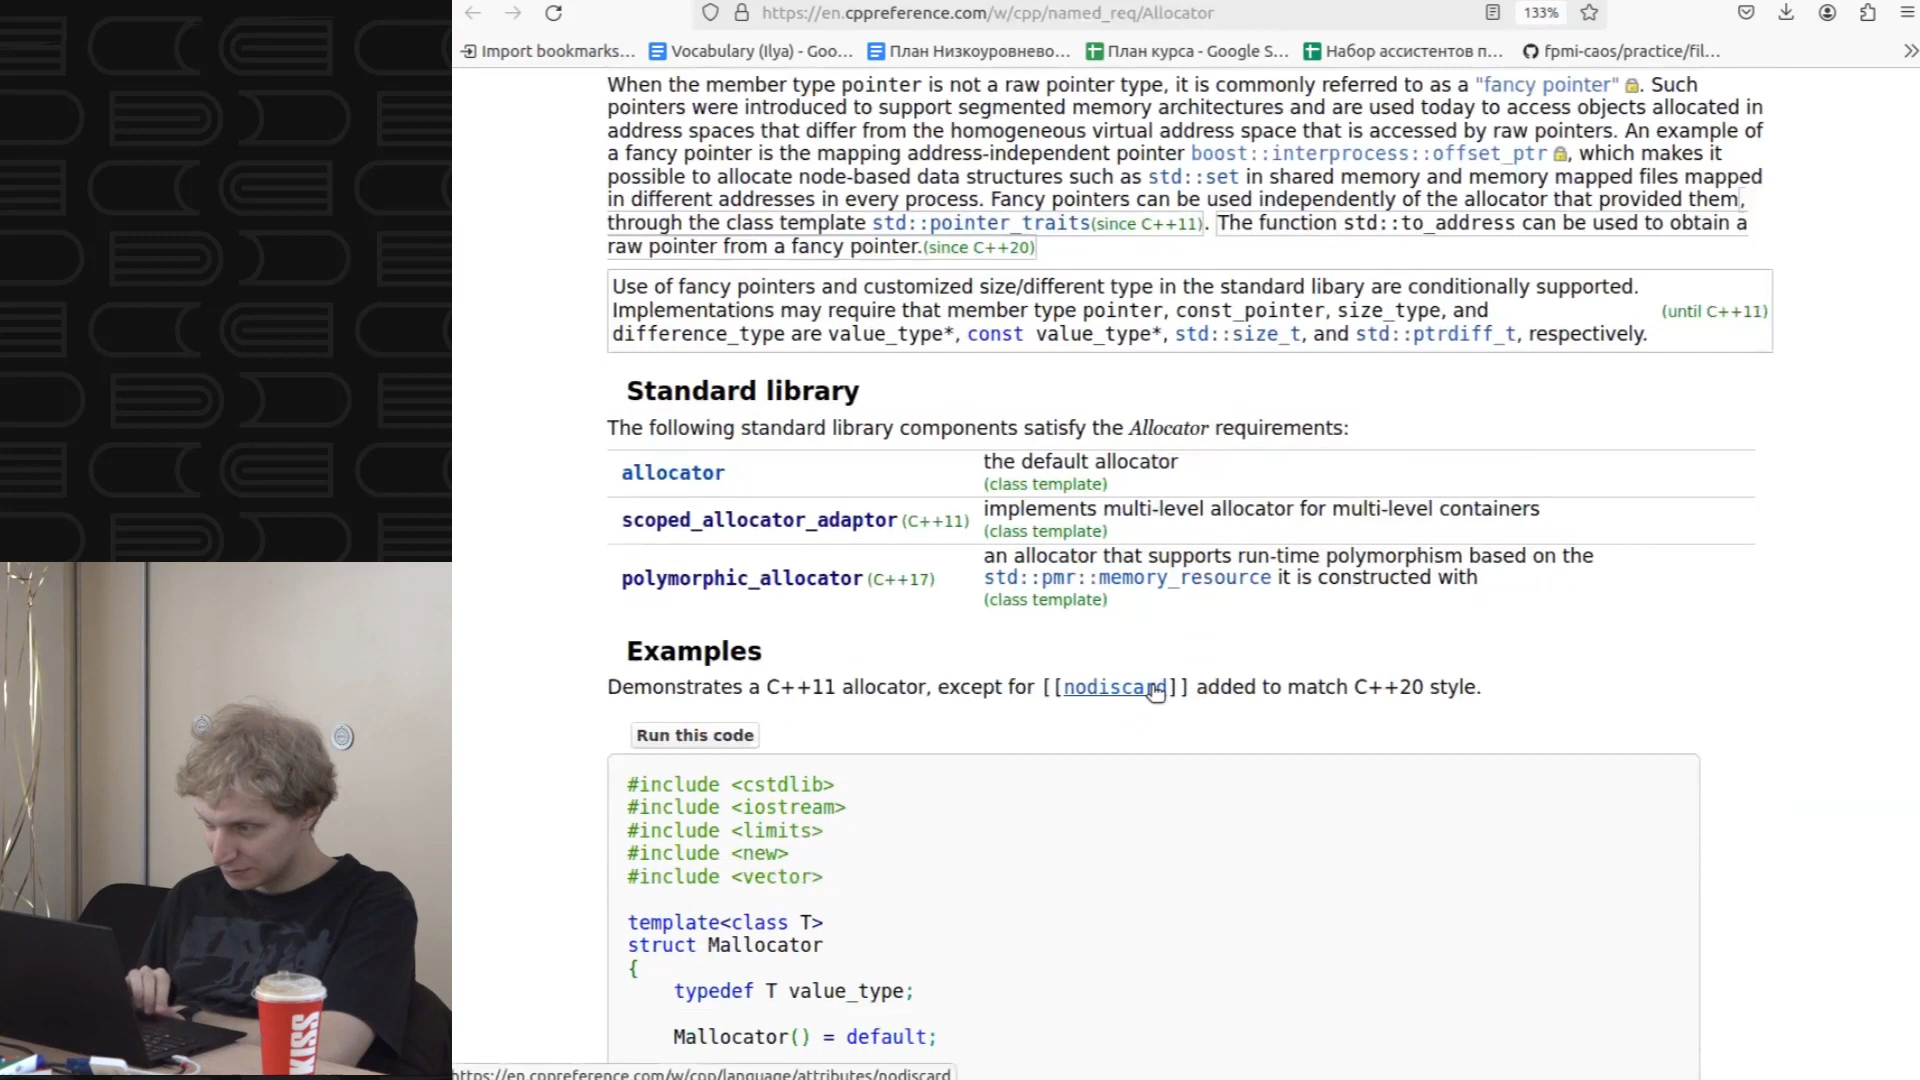 https://en.cppreference.com/w/cpp/named_req/Allocator
133%
Import bookmarks...
Vocabulary (Ilya) - Goo...
План Низкоуровнево...
План курса - Google S...
Набор ассистентов п...
fpmi-caos/practice/fil...
When the member type pointer is not a raw pointer type, it is commonly referred to as a "fancy pointer". Such
pointers were introduced to support segmented memory architectures and are used today to access objects allocated in
address spaces that differ from the homogeneous virtual address space that is accessed by raw pointers. An example of
a fancy pointer is the mapping address-independent pointer boost::interprocess::offset_ptr, which makes it
possible to allocate node-based data structures such as std::set in shared memory and memory mapped files mapped
in different addresses in every process. Fancy pointers can be used independently of the allocator that provided them,
through the class template std::pointer_traits(since C++11). The function std::to_address can be used to obtain a
raw pointer from a fancy pointer.(since C++20)
Use of fancy pointers and customized size/different type in the standard libary are conditionally supported.
Implementations may require that member type pointer, const_pointer, size_type, and
difference_type are value_type*, const value_type*, std::size_t, and std::ptrdiff_t, respectively.
(until C++11)
Standard library
The following standard library components satisfy the Allocator requirements:
allocator
the default allocator
(class template)
scoped_allocator_adaptor (C++11)
implements multi-level allocator for multi-level containers
(class template)
polymorphic_allocator (C++17)
an allocator that supports run-time polymorphism based on the
std::pmr::memory_resource it is constructed with
(class template)
Examples
Demonstrates a C++11 allocator, except for [[nodiscard]] added to match C++20 style.
Run this code
#include <cstdlib>
#include <iostream>
#include <limits>
#include <new>
#include <vector>
template<class T>
struct Mallocator
{
typedef T value_type;
Mallocator() = default;
https://en.cppreference.com/w/cpp/language/attributes/nodiscard
KISS